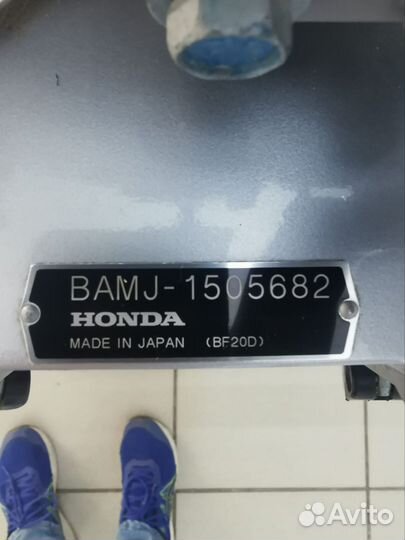 BAMJ-1505682
HONDA
MADE IN JAPAN (BF20D)
Avito